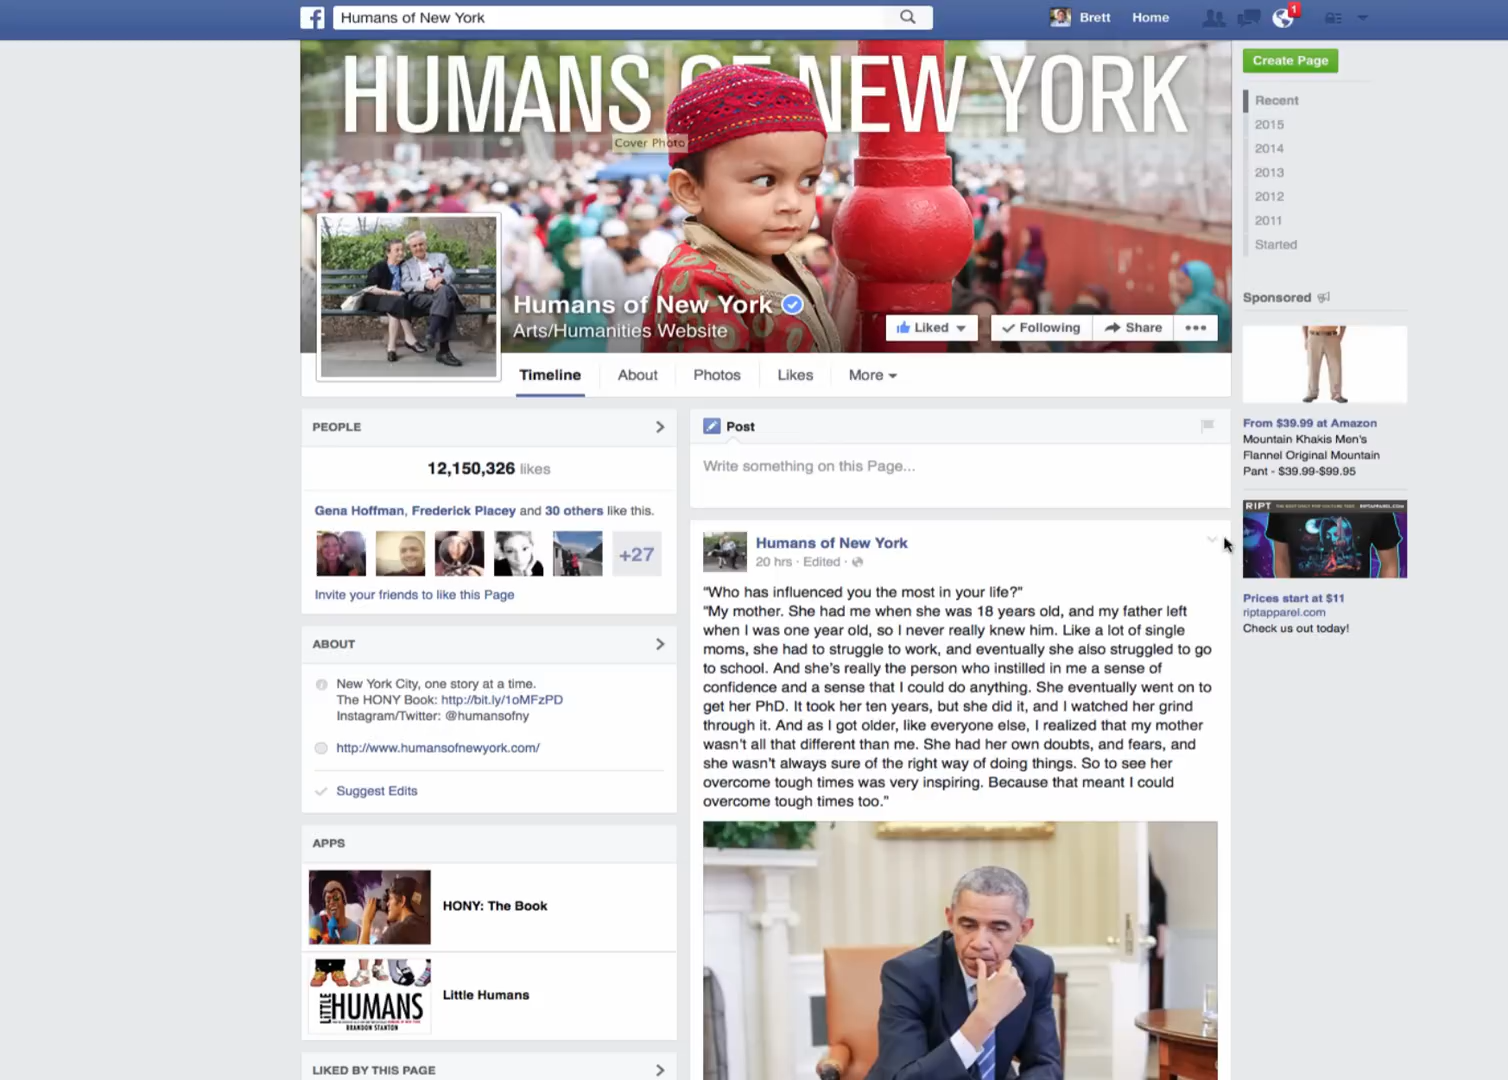 Humans of New York
Brett
Home
1
HUMANS OF NEW YORK
Cover Photo
Humans of New York
Arts/Humanities Website
Liked
Following
Share
Timeline
About
Photos
Likes
More
Create Page
Recent
2015
2014
2013
2012
2011
Started
PEOPLE
12,150,326 likes
Gena Hoffman, Frederick Placey and 30 others like this.
+27
Invite your friends to like this Page
ABOUT
New York City, one story at a time.
The HONY Book: http://bit.ly/1oMFzPD
Instagram/Twitter: @humansofny
http://www.humansofnewyork.com/
Suggest Edits
APPS
HONY: The Book
LITTLE
HUMANS
BRANDON STANTON
Little Humans
LIKED BY THIS PAGE
Post
Write something on this Page...
Humans of New York
20 hrs · Edited ·
"Who has influenced you the most in your life?"
"My mother. She had me when she was 18 years old, and my father left
when I was one year old, so I never really knew him. Like a lot of single
moms, she had to struggle to work, and eventually she also struggled to go
to school. And she's really the person who instilled in me a sense of
confidence and a sense that I could do anything. She eventually went on to
get her PhD. It took her ten years, but she did it, and I watched her grind
through it. And as I got older, like everyone else, I realized that my mother
wasn't all that different than me. She had her own doubts, and fears, and
she wasn't always sure of the right way of doing things. So to see her
overcome tough times was very inspiring. Because that meant I could
overcome tough times too."
Sponsored
From $39.99 at Amazon
Mountain Khakis Men's
Flannel Original Mountain
Pant - $39.99-$99.95
RIPT
RIPTAPPAREL.COM
Prices start at $11
riptapparel.com
Check us out today!